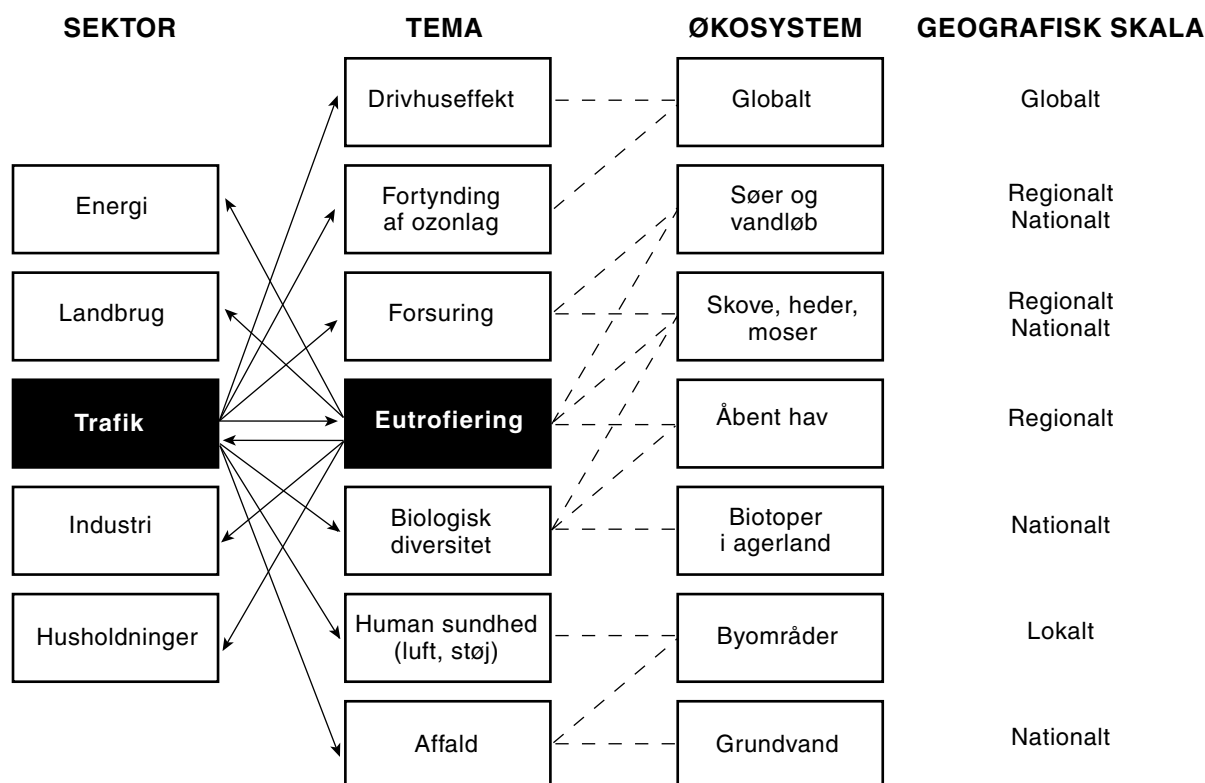 SEKTOR
TEMA
ØKOSYSTEM
GEOGRAFISK SKALA
Drivhuseffekt
Globalt
Globalt
Energi
Fortynding
af ozonlag
Søer og
vandløb
Regionalt
Nationalt
Landbrug
Forsuring
Skove, heder,
moser
Regionalt
Nationalt
Trafik
Eutrofiering
Åbent hav
Regionalt
Industri
Biologisk
diversitet
Biotoper
i agerland
Nationalt
Husholdninger
Human sundhed
(luft, støj)
Byområder
Lokalt
Affald
Grundvand
Nationalt